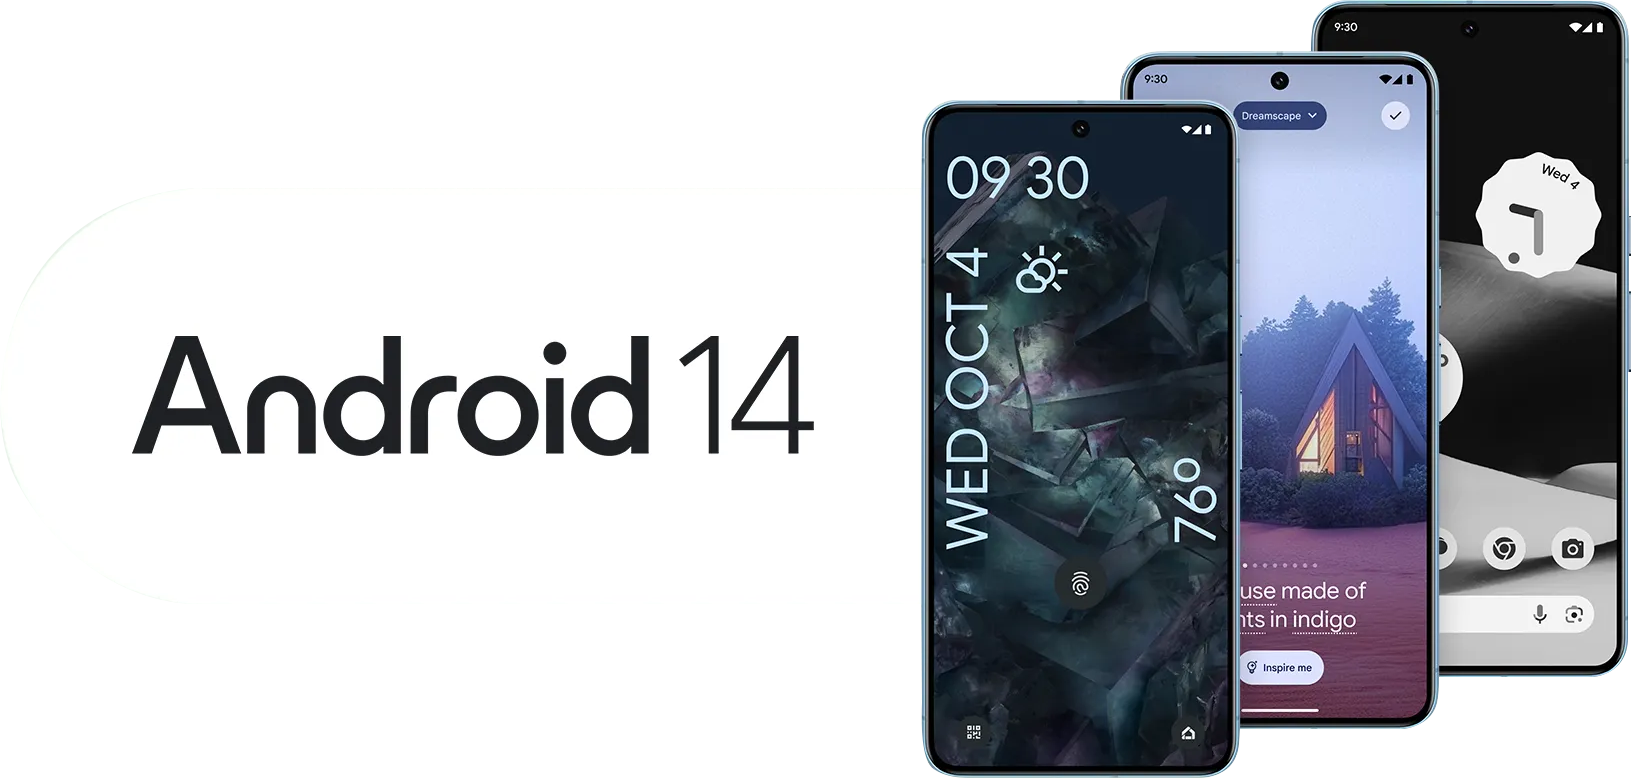 Android 14
09 30
WED OCT 4
76°
9:30
Dreamscape
use made of
nts in indigo
Inspire me
9:30
Wed 4